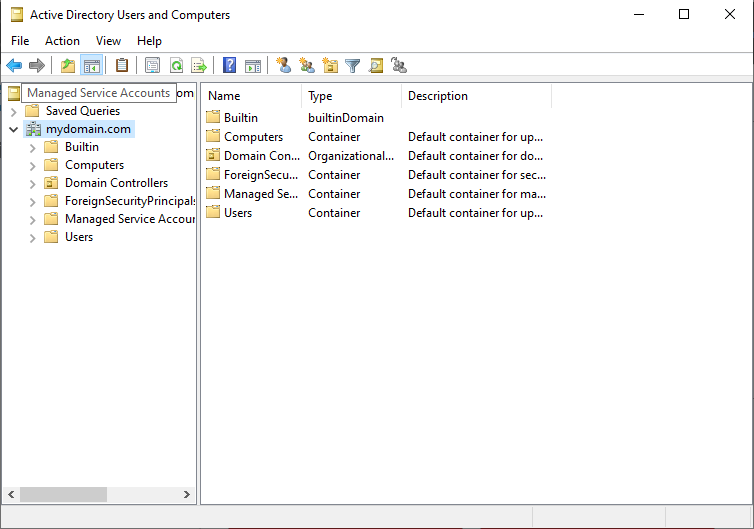 Active Directory Users and Computers
File Action View Help
Managed Service Accounts om
Saved Queries
mydomain.com
Builtin
Computers
Domain Controllers
ForeignSecurityPrincipals
Managed Service Accour
Users
Name Type Description
Builtin builtinDomain
Computers Container Default container for up...
Domain Con... Organizational... Default container for do...
ForeignSecu... Container Default container for sec...
Managed Se... Container Default container for ma...
Users Container Default container for up...